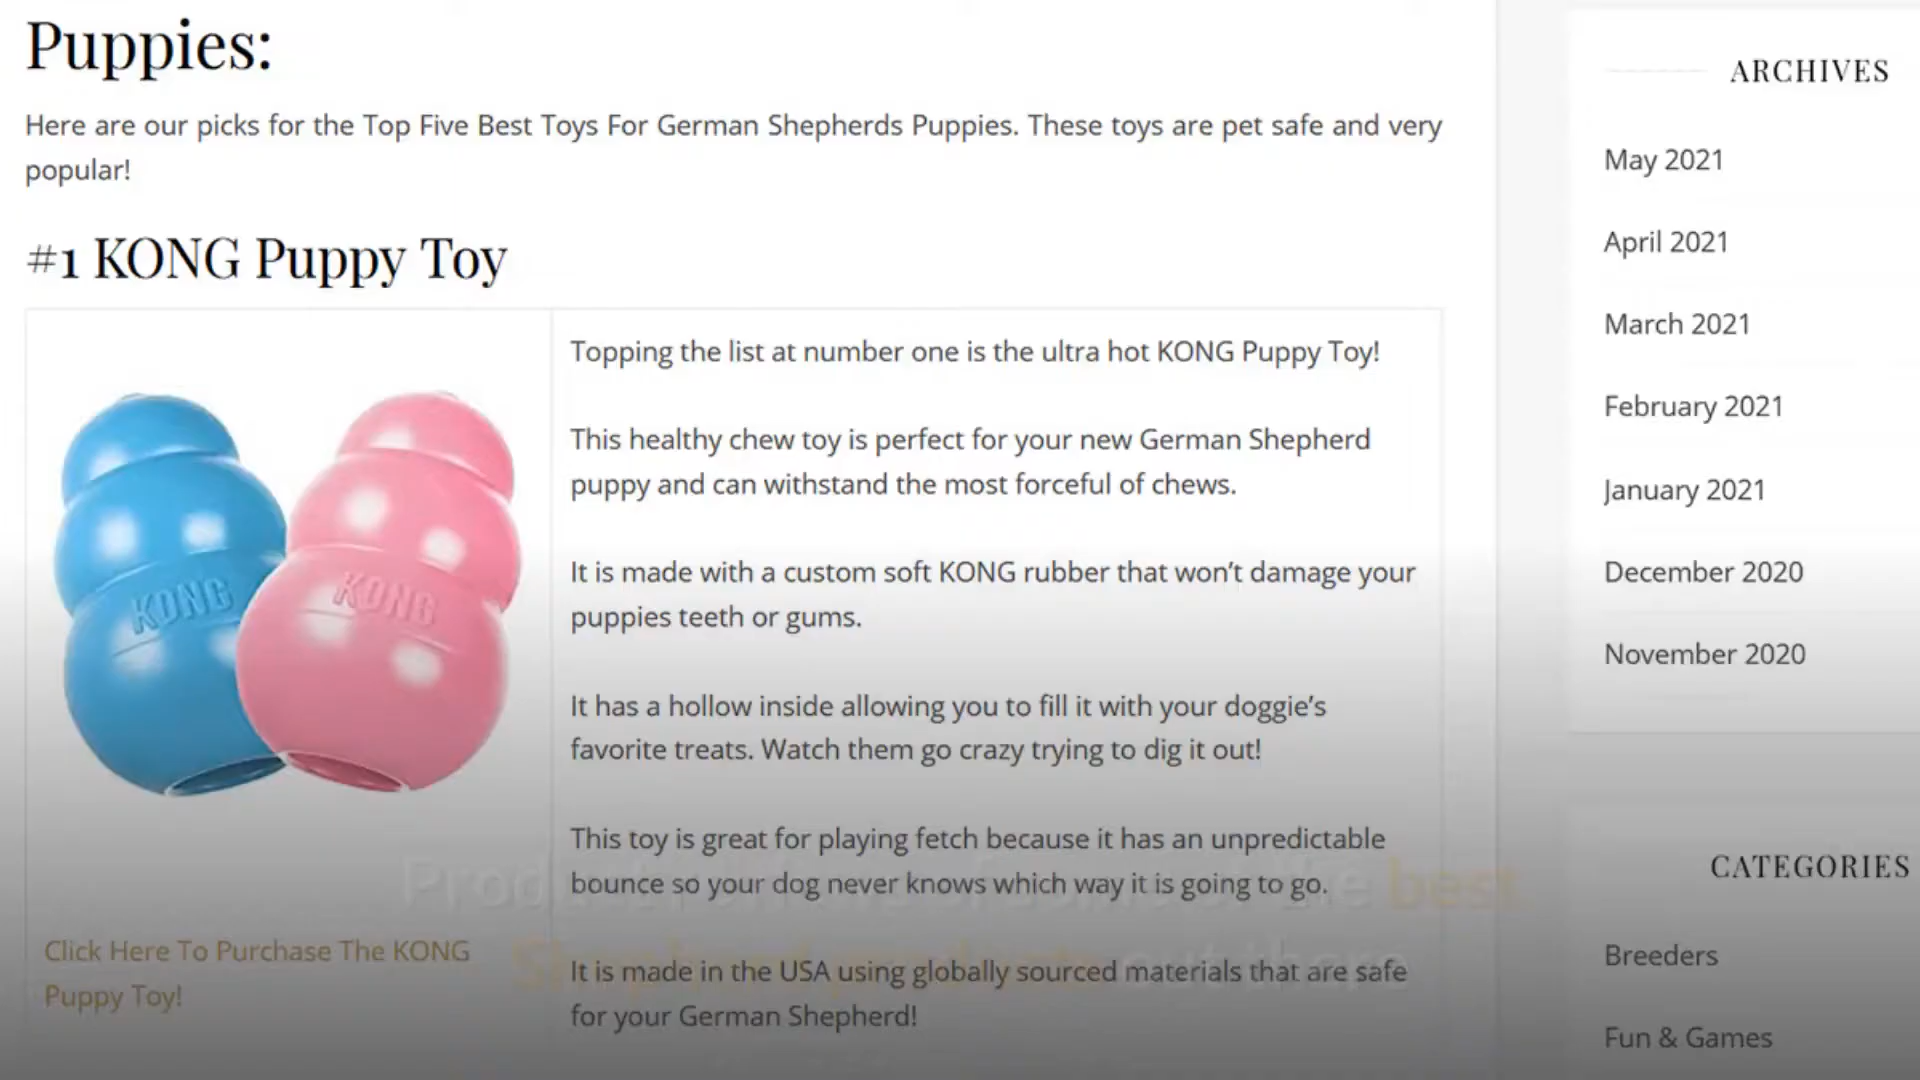 Puppies:
Here are our picks for the Top Five Best Toys For German Shepherds Puppies. These toys are pet safe and very
popular!
#1 KONG Puppy Toy
KONG
KONG
Click Here To Purchase The KONG
Puppy Toy!
Topping the list at number one is the ultra hot KONG Puppy Toy!
This healthy chew toy is perfect for your new German Shepherd
puppy and can withstand the most forceful of chews.
It is made with a custom soft KONG rubber that won’t damage your
puppies teeth or gums.
It has a hollow inside allowing you to fill it with your doggie’s
favorite treats. Watch them go crazy trying to dig it out!
This toy is great for playing fetch because it has an unpredictable
bounce so your dog never knows which way it is going to go.
It is made in the USA using globally sourced materials that are safe
for your German Shepherd!
the best
ARCHIVES
May 2021
April 2021
March 2021
February 2021
January 2021
December 2020
November 2020
CATEGORIES
Breeders
Fun & Games